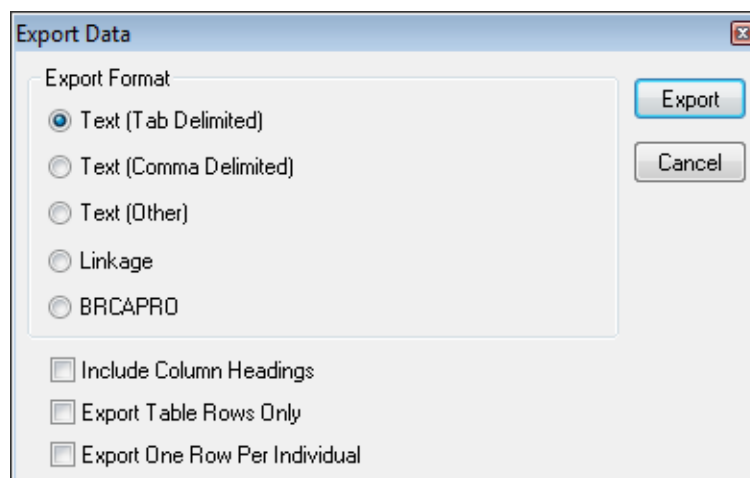 Export Data
Export Format
Text (Tab Delimited)
Text (Comma Delimited)
Text (Other)
Linkage
BRCAPRO
Export
Cancel
Include Column Headings
Export Table Rows Only
Export One Row Per Individual